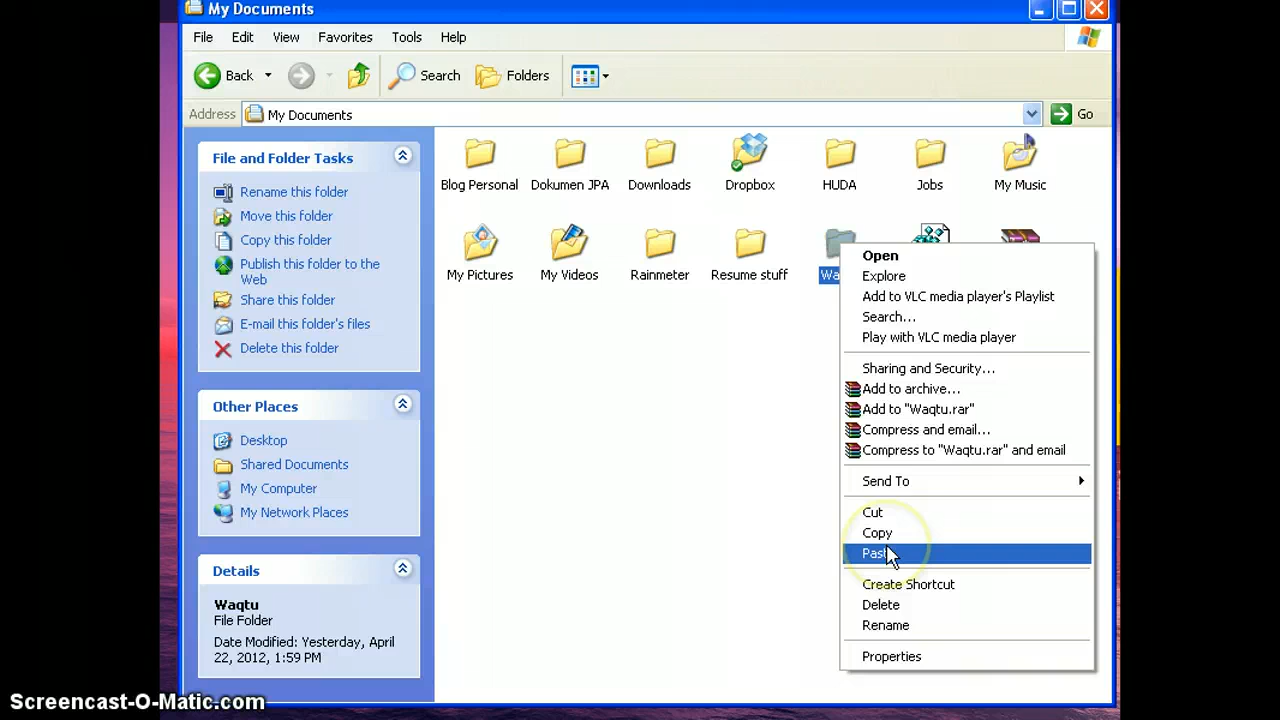 My Documents
File Edit View Favorites Tools Help
Back Search Folders
Address My Documents Go
File and Folder Tasks
Rename this folder
Move this folder
Copy this folder
Publish this folder to the
Web
Share this folder
E-mail this folder's files
Delete this folder
Other Places
Desktop
Shared Documents
My Computer
My Network Places
Details
Waqtu
File Folder
Date Modified: Yesterday, April
22, 2012, 1:59 PM
Blog Personal Dokumen JPA Downloads Dropbox HUDA Jobs My Music
My Pictures My Videos Rainmeter Resume stuff
Open
Explore
Add to VLC media player's Playlist
Search...
Play with VLC media player
Sharing and Security...
Add to archive...
Add to "Waqtu.rar"
Compress and email...
Compress to "Waqtu.rar" and email
Send To
Cut
Copy
Paste
Create Shortcut
Delete
Rename
Properties
Screencast-O-Matic.com